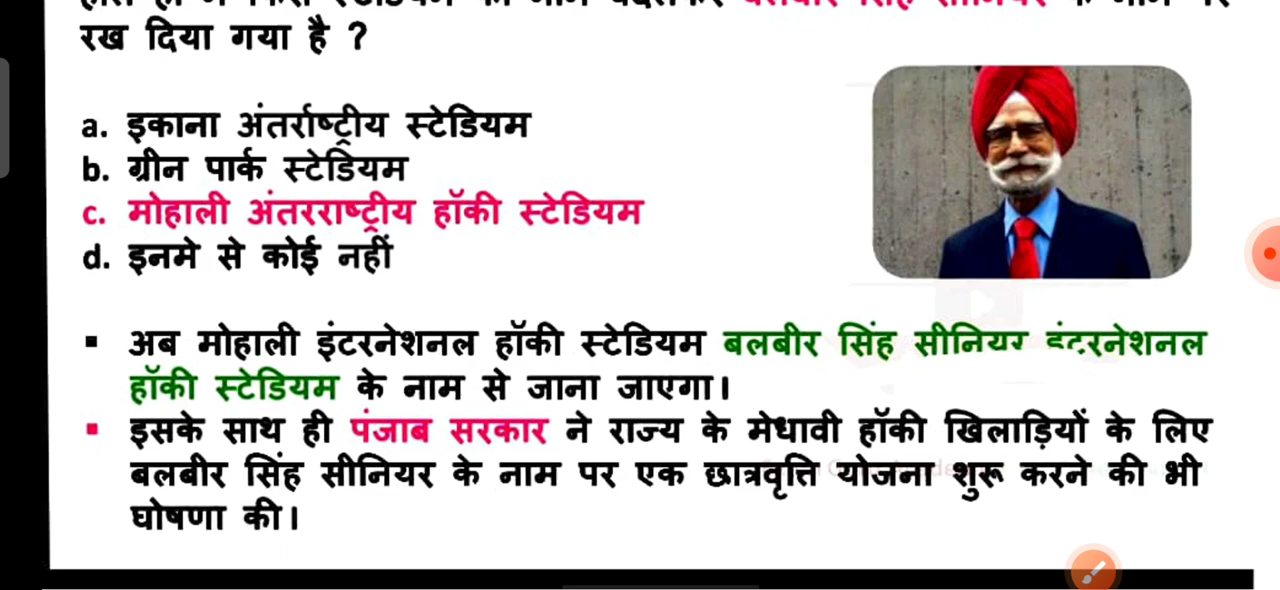 रख दिया गया है ?
a. इकाना अंतर्राष्ट्रीय स्टेडियम
b. ग्रीन पार्क स्टेडियम
c. मोहाली अंतरराष्ट्रीय हॉकी स्टेडियम
d. इनमे से कोई नहीं
▪ अब मोहाली इंटरनेशनल हॉकी स्टेडियम बलबीर सिंह सीनियर इंटरनेशनल
हॉकी स्टेडियम के नाम से जाना जाएगा।
▪ इसके साथ ही पंजाब सरकार ने राज्य के मेधावी हॉकी खिलाड़ियों के लिए
बलबीर सिंह सीनियर के नाम पर एक छात्रवृत्ति योजना शुरू करने की भी
घोषणा की।